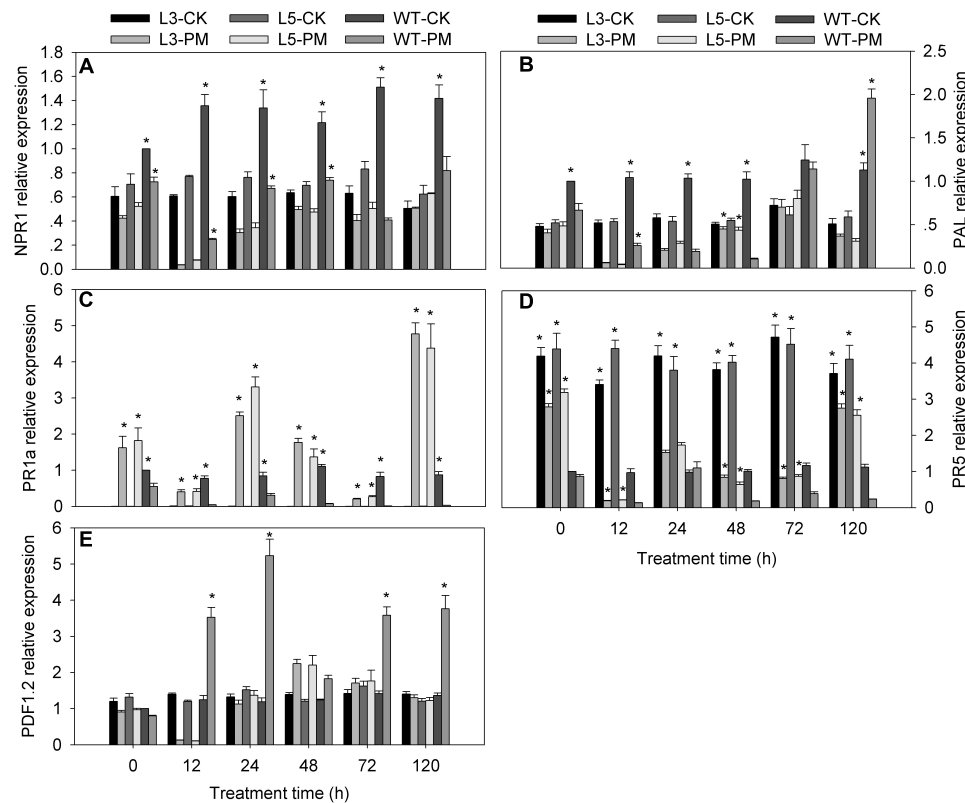 L3-CK L5-CK WT-CK
L3-PM L5-PM WT-PM
L3-CK L5-CK WT-CK
L3-PM L5-PM WT-PM
A
NPR1 relative expression
1.8
1.6
1.4
1.2
1.0
.8
.6
.4
.2
0.0
* * * * * * * * *
B
PAL relative expression
2.5
2.0
1.5
1.0
.5
0.0
* * * * * * * * *
C
PR1a relative expression
6
5
4
3
2
1
0
* * * * * * * * * * * * * * * * *
D
PR5 relative expression
6
5
4
3
2
1
0
* * * * * * * * * * * * * * * * * * * * * *
0 12 24 48 72 120
Treatment time (h)
E
PDF1.2 relative expression
6
5
4
3
2
1
0
* * * *
0 12 24 48 72 120
Treatment time (h)